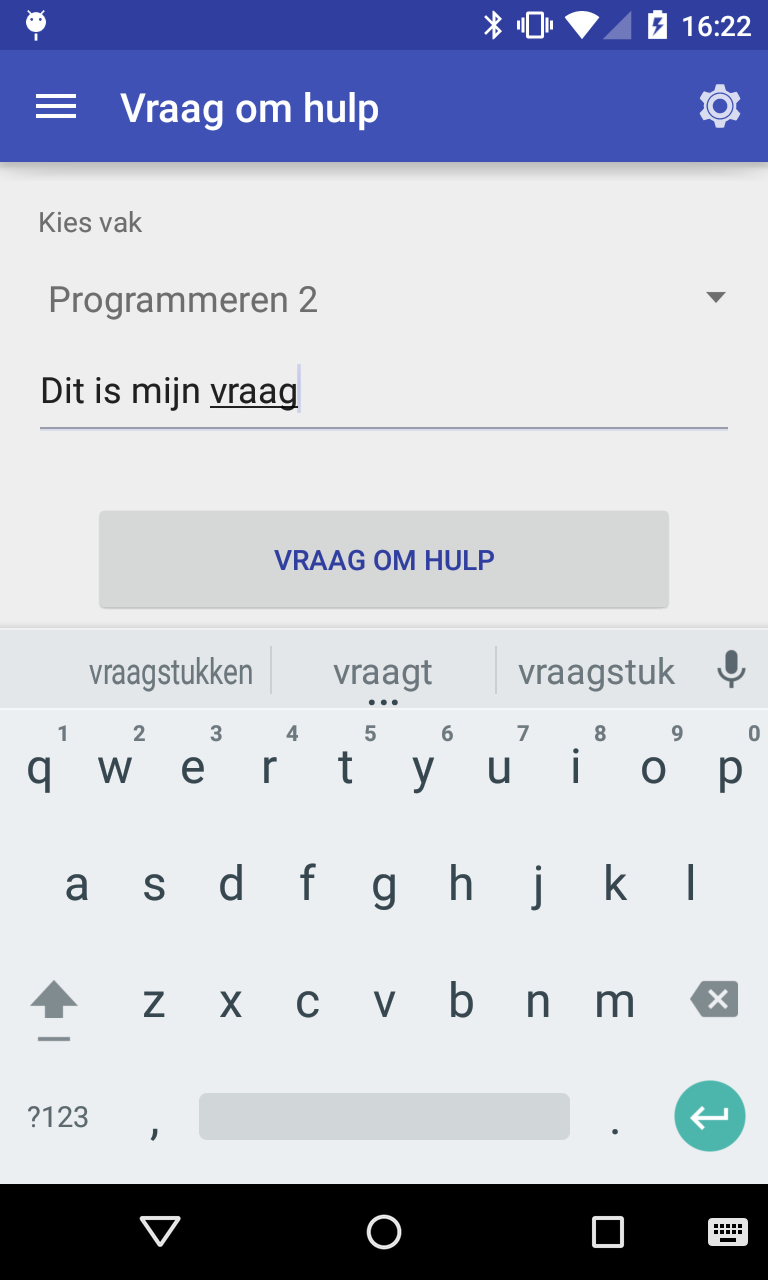 16:22
Vraag om hulp
Kies vak
Programmeren 2
Dit is mijn vraag
VRAAG OM HULP
vraagstukken vraagt vraagstuk
...
1 2 3 4 5 6 7 8 9 0
q w e r t y u i o p
a s d f g h j k l
z x c v b n m
?123 , .